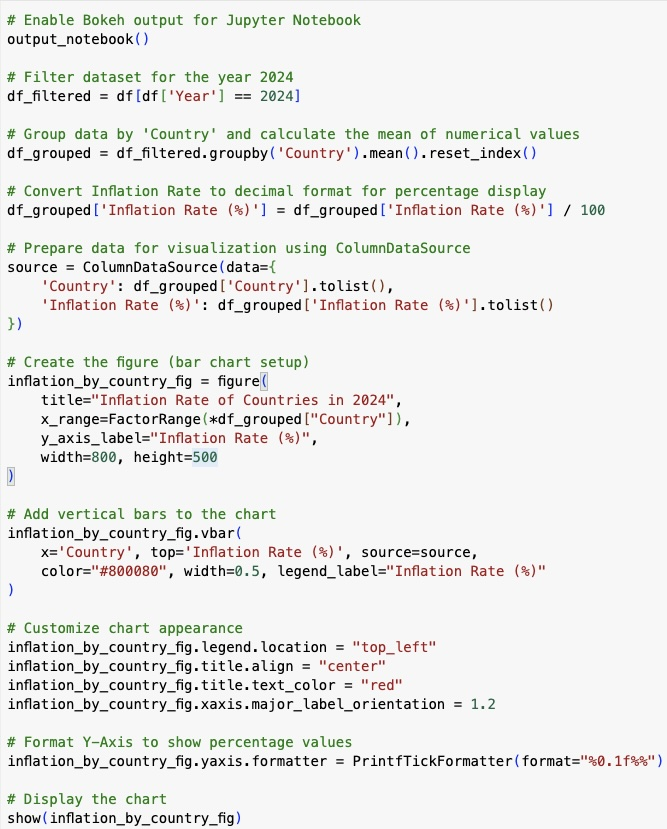 # Enable Bokeh output for Jupyter Notebook
output_notebook()
# Filter dataset for the year 2024
df_filtered = df[df['Year'] == 2024]
# Group data by 'Country' and calculate the mean of numerical values
df_grouped = df_filtered.groupby('Country').mean().reset_index()
# Convert Inflation Rate to decimal format for percentage display
df_grouped['Inflation Rate (%)'] = df_grouped['Inflation Rate (%)'] / 100
# Prepare data for visualization using ColumnDataSource
source = ColumnDataSource(data={
    'Country': df_grouped['Country'].tolist(),
    'Inflation Rate (%)': df_grouped['Inflation Rate (%)'].tolist()
})
# Create the figure (bar chart setup)
inflation_by_country_fig = figure(
    title="Inflation Rate of Countries in 2024",
    x_range=FactorRange(*df_grouped["Country"]),
    y_axis_label="Inflation Rate (%)",
    width=800, height=500
)
# Add vertical bars to the chart
inflation_by_country_fig.vbar(
    x='Country', top='Inflation Rate (%)', source=source,
    color="#800080", width=0.5, legend_label="Inflation Rate (%)"
)
# Customize chart appearance
inflation_by_country_fig.legend.location = "top_left"
inflation_by_country_fig.title.align = "center"
inflation_by_country_fig.title.text_color = "red"
inflation_by_country_fig.xaxis.major_label_orientation = 1.2
# Format Y-Axis to show percentage values
inflation_by_country_fig.yaxis.formatter = PrintfTickFormatter(format="%0.1f%%")
# Display the chart
show(inflation_by_country_fig)